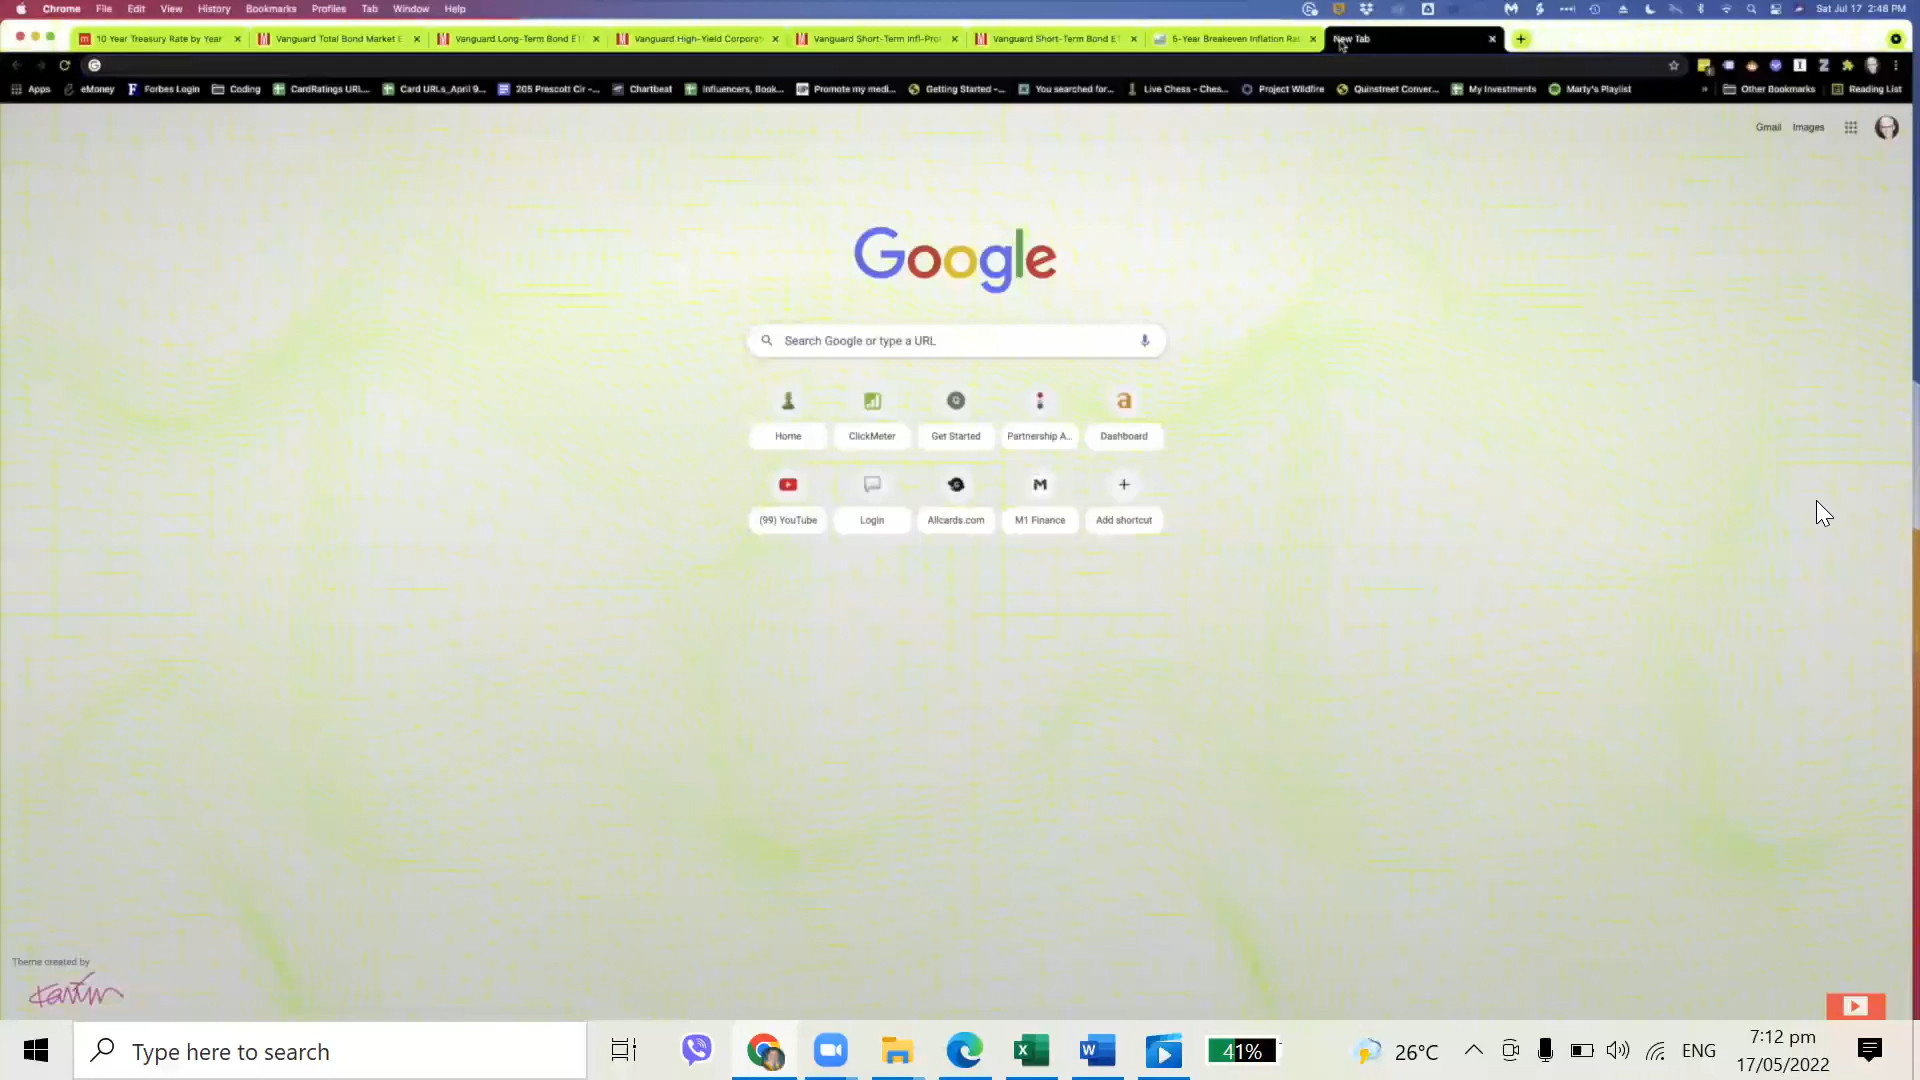 Chrome File Edit View History Bookmarks Profiles Tab Window Help Sat Jul 17 2:48 PM
10 Year Treasury Rate by Year Vanguard Total Bond Market E Vanguard Long-Term Bond ET Vanguard High-Yield Corporat Vanguard Short-Term Infl-Pro Vanguard Short-Term Bond ET 5-Year Breakeven Inflation Rat New Tab
Apps eMoney Forbes Login Coding CardRatings URL... Card URLs_April 9... 205 Prescott Cir -... Chartbeat Influencers, Book... Promote my medi... Getting Started -... You searched for... Live Chess - Ches... Project Wildfire Quinstreet Conver... My Investments Marty's Playlist » Other Bookmarks Reading List
Gmail Images
Google
Search Google or type a URL
Home ClickMeter Get Started Partnership A... Dashboard
(99) YouTube Login Allcards.com M1 Finance Add shortcut
Theme created by
Type here to search
41%
26°C
ENG
7:12 pm
17/05/2022